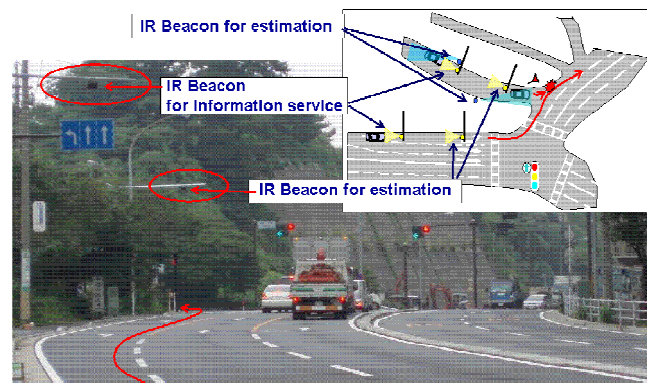 IR Beacon for estimation
IR Beacon
for Information service
IR Beacon for estimation